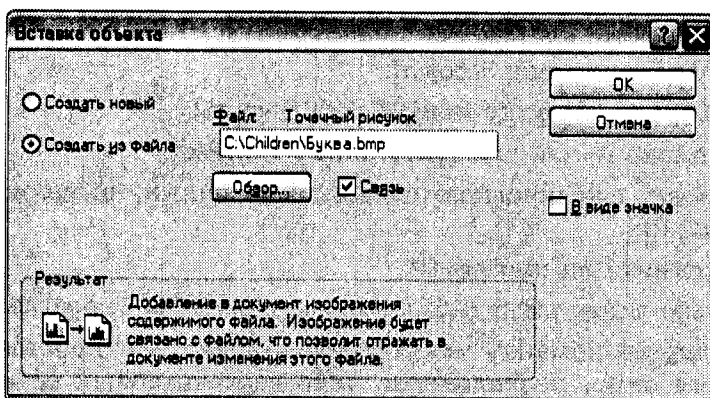 Вставка объекта
Создать новый
Создать из файла
Файл: Точечный рисунок
C:\Children\Буква.bmp
Обзор...
Связь
OK
Отмена
В виде значка
Результат
Добавление в документ изображения
содержимого файла. Изображение будет
связано с файлом, что позволит отражать в
документе изменения этого файла.